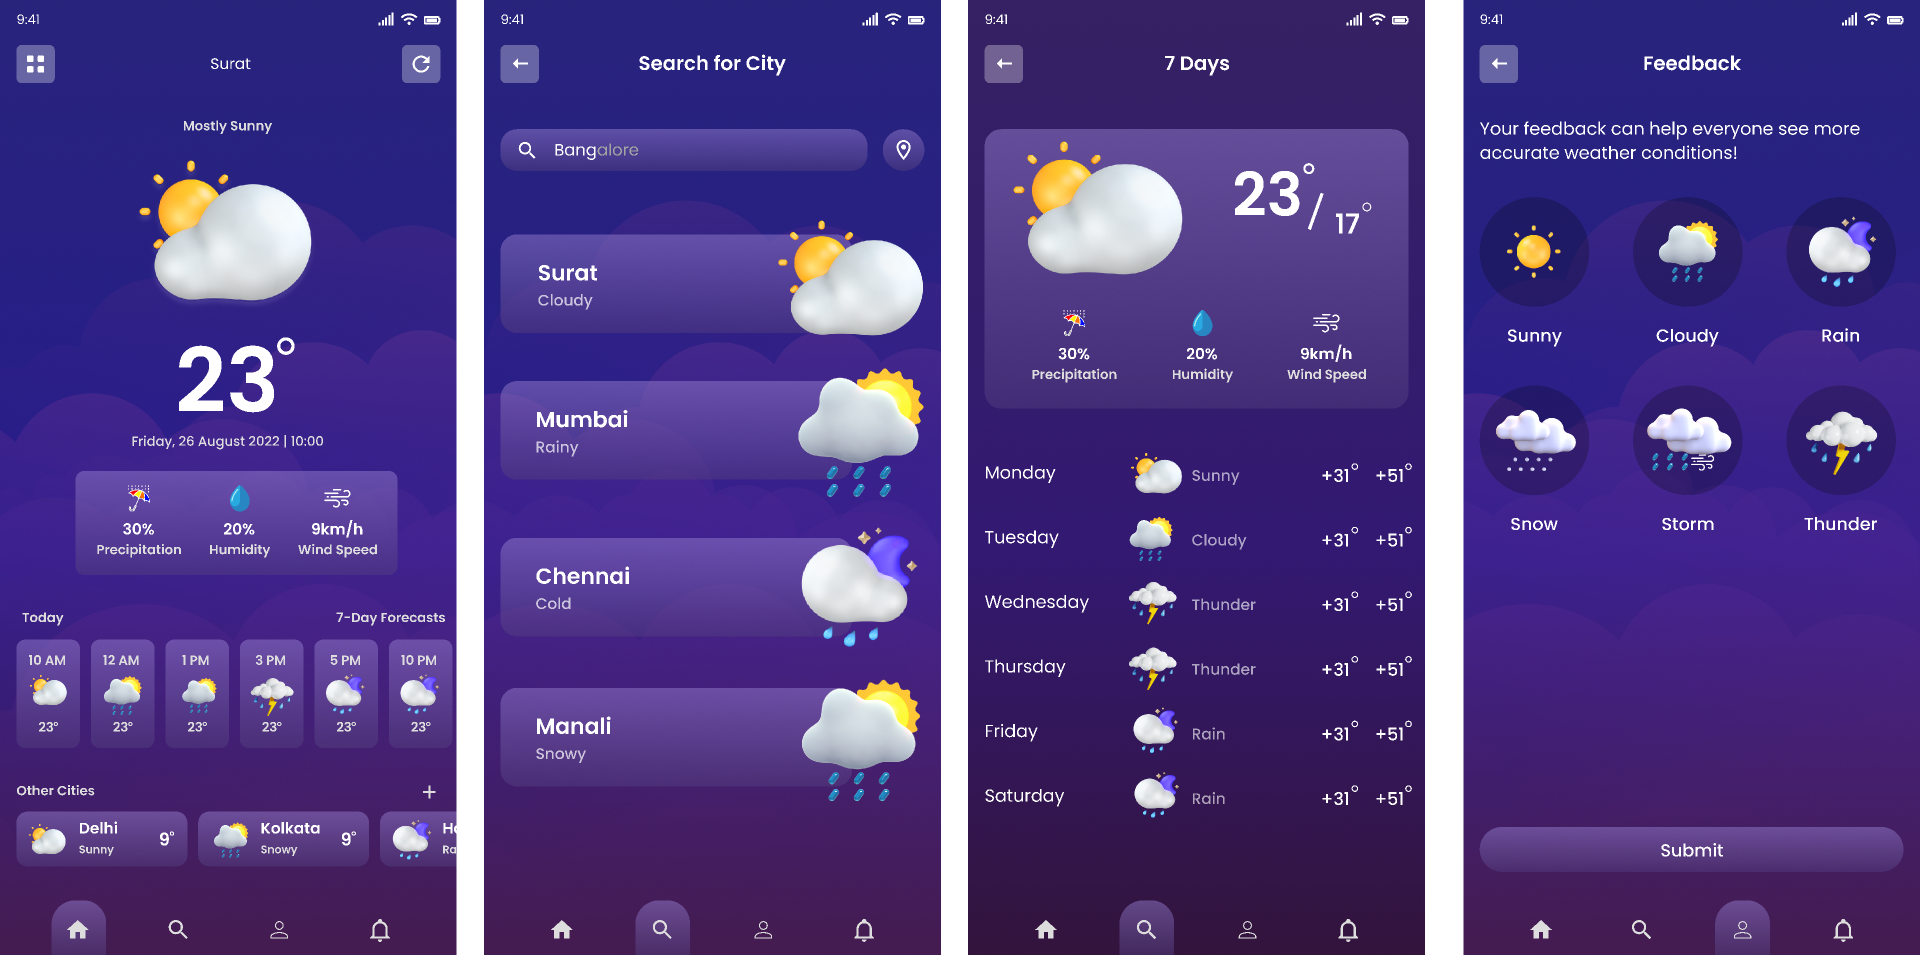 9:41
Surat
Mostly Sunny
23°
Friday, 26 August 2022 | 10:00
30% 20% 9km/h
Precipitation Humidity Wind Speed
Today 7-Day Forecasts
10 AM 12 AM 1 PM 3 PM 5 PM 10 PM
23° 23° 23° 23° 23° 23°
Other Cities +
Delhi 9° Kolkata 9°
Sunny Snowy Ra
9:41
Search for City
Bangalore
Surat
Cloudy
Mumbai
Rainy
Chennai
Cold
Manali
Snowy
9:41
7 Days
23°/ 17°
30% 20% 9km/h
Precipitation Humidity Wind Speed
Monday Sunny +31° +51°
Tuesday Cloudy +31° +51°
Wednesday Thunder +31° +51°
Thursday Thunder +31° +51°
Friday Rain +31° +51°
Saturday Rain +31° +51°
9:41
Feedback
Your feedback can help everyone see more
accurate weather conditions!
Sunny Cloudy Rain
Snow Storm Thunder
Submit